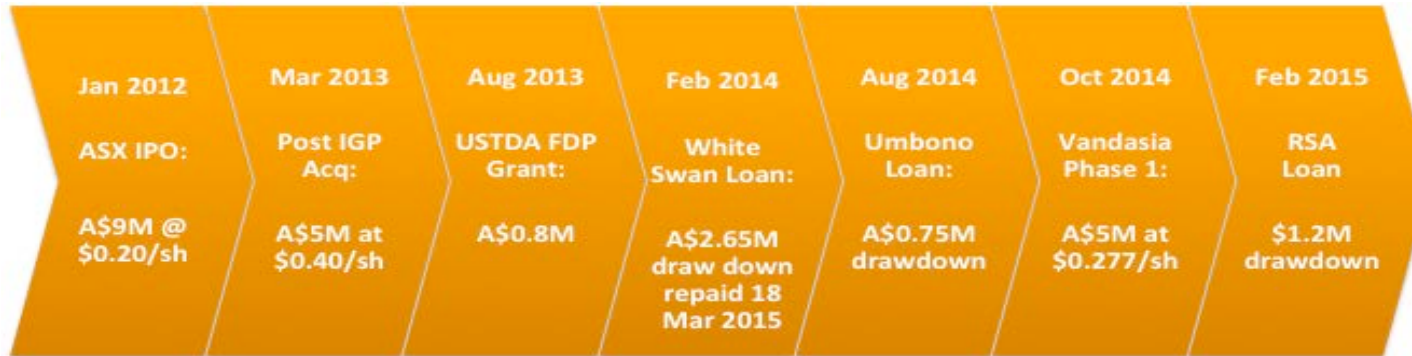 Jan 2012
ASX IPO:
A$9M @
$0.20/sh
Mar 2013
Post IGP
Acq:
A$5M at
$0.40/sh
Aug 2013
USTDA FDP
Grant:
A$0.8M
Feb 2014
White
Swan Loan:
A$2.65M
draw down
repaid 18
Mar 2015
Aug 2014
Umbono
Loan:
A$0.75M
drawdown
Oct 2014
Vandasia
Phase 1:
A$5M at
$0.277/sh
Feb 2015
RSA
Loan
$1.2M
drawdown